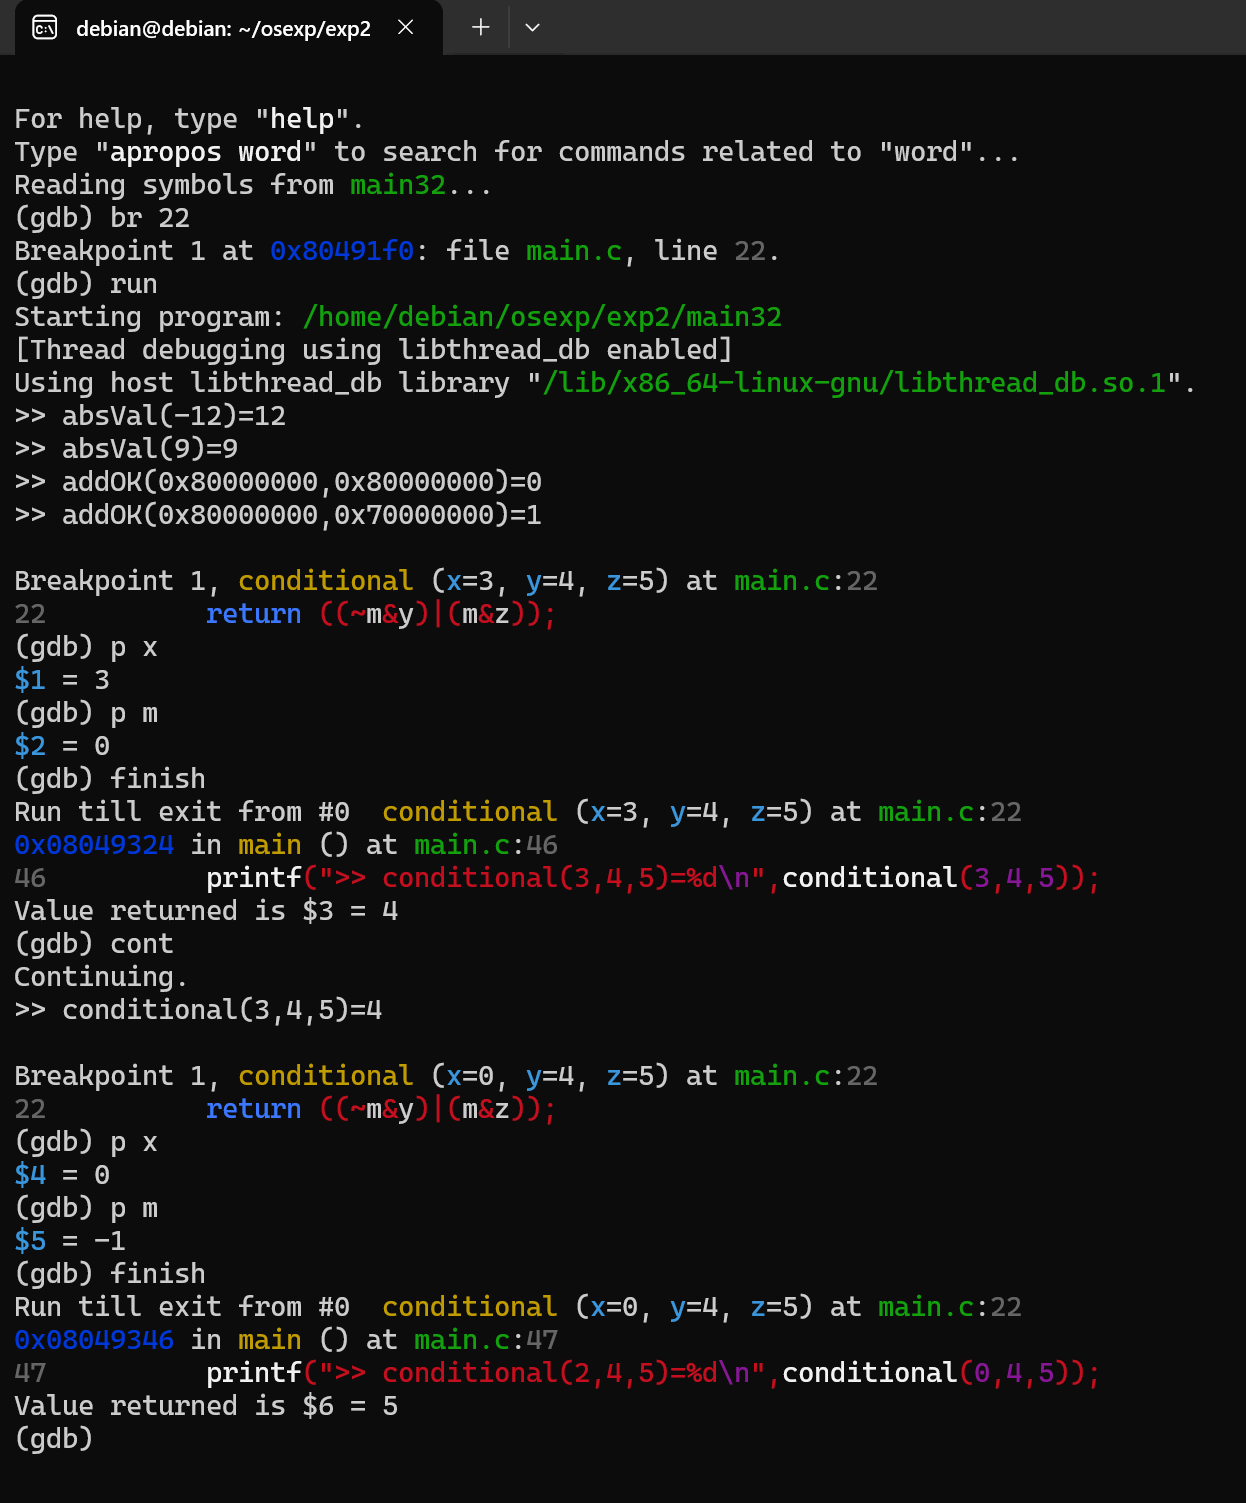 debian@debian: ~/osexp/exp2
For help, type "help".
Type "apropos word" to search for commands related to "word"...
Reading symbols from main32...
(gdb) br 22
Breakpoint 1 at 0x80491f0: file main.c, line 22.
(gdb) run
Starting program: /home/debian/osexp/exp2/main32
[Thread debugging using libthread_db enabled]
Using host libthread_db library "/lib/x86_64-linux-gnu/libthread_db.so.1".
>> absVal(-12)=12
>> absVal(9)=9
>> addOK(0x80000000,0x80000000)=0
>> addOK(0x80000000,0x70000000)=1
Breakpoint 1, conditional (x=3, y=4, z=5) at main.c:22
22          return ((~m&y)|(m&z));
(gdb) p x
$1 = 3
(gdb) p m
$2 = 0
(gdb) finish
Run till exit from #0  conditional (x=3, y=4, z=5) at main.c:22
0x08049324 in main () at main.c:46
46          printf(">> conditional(3,4,5)=%d\n",conditional(3,4,5));
Value returned is $3 = 4
(gdb) cont
Continuing.
>> conditional(3,4,5)=4
Breakpoint 1, conditional (x=0, y=4, z=5) at main.c:22
22          return ((~m&y)|(m&z));
(gdb) p x
$4 = 0
(gdb) p m
$5 = -1
(gdb) finish
Run till exit from #0  conditional (x=0, y=4, z=5) at main.c:22
0x08049346 in main () at main.c:47
47          printf(">> conditional(2,4,5)=%d\n",conditional(0,4,5));
Value returned is $6 = 5
(gdb)